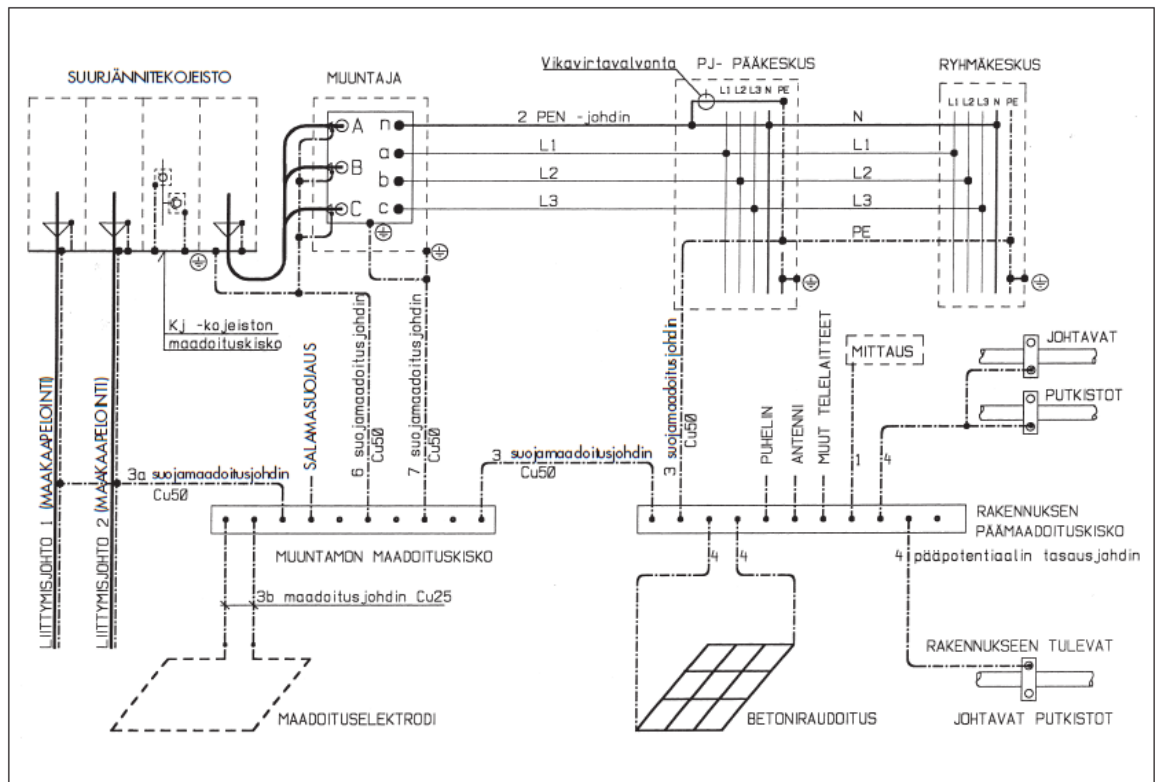 SUURJÄNNITEKOJEISTO
MUUNTAJA
Vikavirtavalvonta
PJ- PÄÄKESKUS
RYHMÄKESKUS
L1 L2 L3 N PE
L1 L2 L3 N PE
A
n
2 PEN -johdin
N
a
L1
L1
B
b
L2
L2
C
c
L3
L3
PE
Kj -kojeiston
maadoituskisko
SALAMASUOJAUS
6 suojamaadoitusjohdin
Cu50
7 suojamaadoitusjohdin
Cu50
3 suojamaadoitusjohdin
Cu50
PUHELIN
ANTENNI
MUUT TELELAITTEET
MITTAUS
1
4
JOHTAVAT
PUTKISTOT
LIITTYMISJOHTO 1 (MAAKAAPELOINTI)
LIITTYMISJOHTO 2 (MAAKAAPELOINTI)
3a suojamaadoitusjohdin
Cu50
3 suojamaadoitusjohdin
Cu50
MUUNTAMON MAADOITUSKISKO
RAKENNUKSEN
PÄÄMAADOITUSKISKO
4
4
4 pääpotentiaalin tasausjohdin
3b maadoitusjohdin Cu25
MAADOITUSELEKTRODI
BETONIRAUDOITUS
RAKENNUKSEEN TULEVAT
JOHTAVAT PUTKISTOT